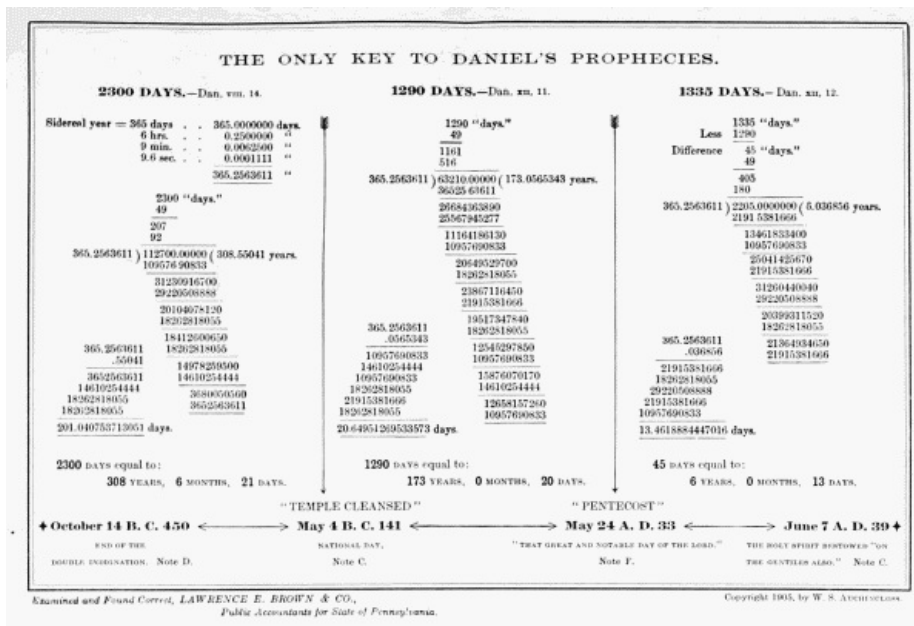 THE ONLY KEY TO DANIEL'S PROPHECIES.
2300 DAYS.—Dan. VIII, 14.
Sidereal year = 365 days . . 365.0000000 days.
6 hrs. . . 0.2500000 "
9 min. . . 0.0062500 "
9.6 sec. . . 0.0001111 "
365.2563611 "
2300 "days."
49
207
92
365.2563611 ) 112700.00000 ( 308.55041 years.
10957690833
31230916700
29220508888
20104078120
18262818055
18412600650
18262818055
14978259500
14610254444
3680050560
3652563611
365.2563611
.55041
3652563611
14610254444
18262818055
18262818055
201.040753713051 days.
2300 DAYS equal to:
308 YEARS, 6 MONTHS, 21 DAYS.
1290 DAYS.—Dan. XII, 11.
1290 "days."
49
1161
516
365.2563611 ) 63210.00000 ( 173.0565343 years.
36525 63611
26684363890
25567945277
11164186130
10957690833
20649529700
18262818055
23867116450
21915381666
19517347840
18262818055
12545297850
10957690833
15876070170
14610254444
12658157260
10957690833
365.2563611
.0565343
10957690833
14610254444
10957690833
18262818055
21915381666
18262818055
20.64951269533573 days.
1290 DAYS equal to:
173 YEARS, 0 MONTHS, 20 DAYS.
1335 DAYS.—Dan. XII, 12.
1335 "days."
Less 1290
Difference 45 "days."
49
405
180
365.2563611 ) 2205.0000000 ( 6.036856 years.
2191 5381666
13461833400
10957690833
25041425670
21915381666
31260440040
29220508888
20399311520
18262818055
21364934650
21915381666
365.2563611
.036856
21915381666
18262818055
29220508888
21915381666
10957690833
13.4618884447016 days.
45 DAYS equal to:
6 YEARS, 0 MONTHS, 13 DAYS.
"TEMPLE CLEANSED"
"PENTECOST"
October 14 B. C. 450
May 4 B. C. 141
May 24 A. D. 33
June 7 A. D. 39
END OF THE
DOUBLE INDIGNATION. Note D.
NATIONAL DAY,
Note C.
"THAT GREAT AND NOTABLE DAY OF THE LORD."
Note F.
THE HOLY SPIRIT BESTOWED "ON
THE GENTILES ALSO." Note C.
Examined and Found Correct, LAWRENCE E. BROWN & CO.,
Public Accountants for State of Pennsylvania.
Copyright 1905, by W. S. AUCHINCLOSS.